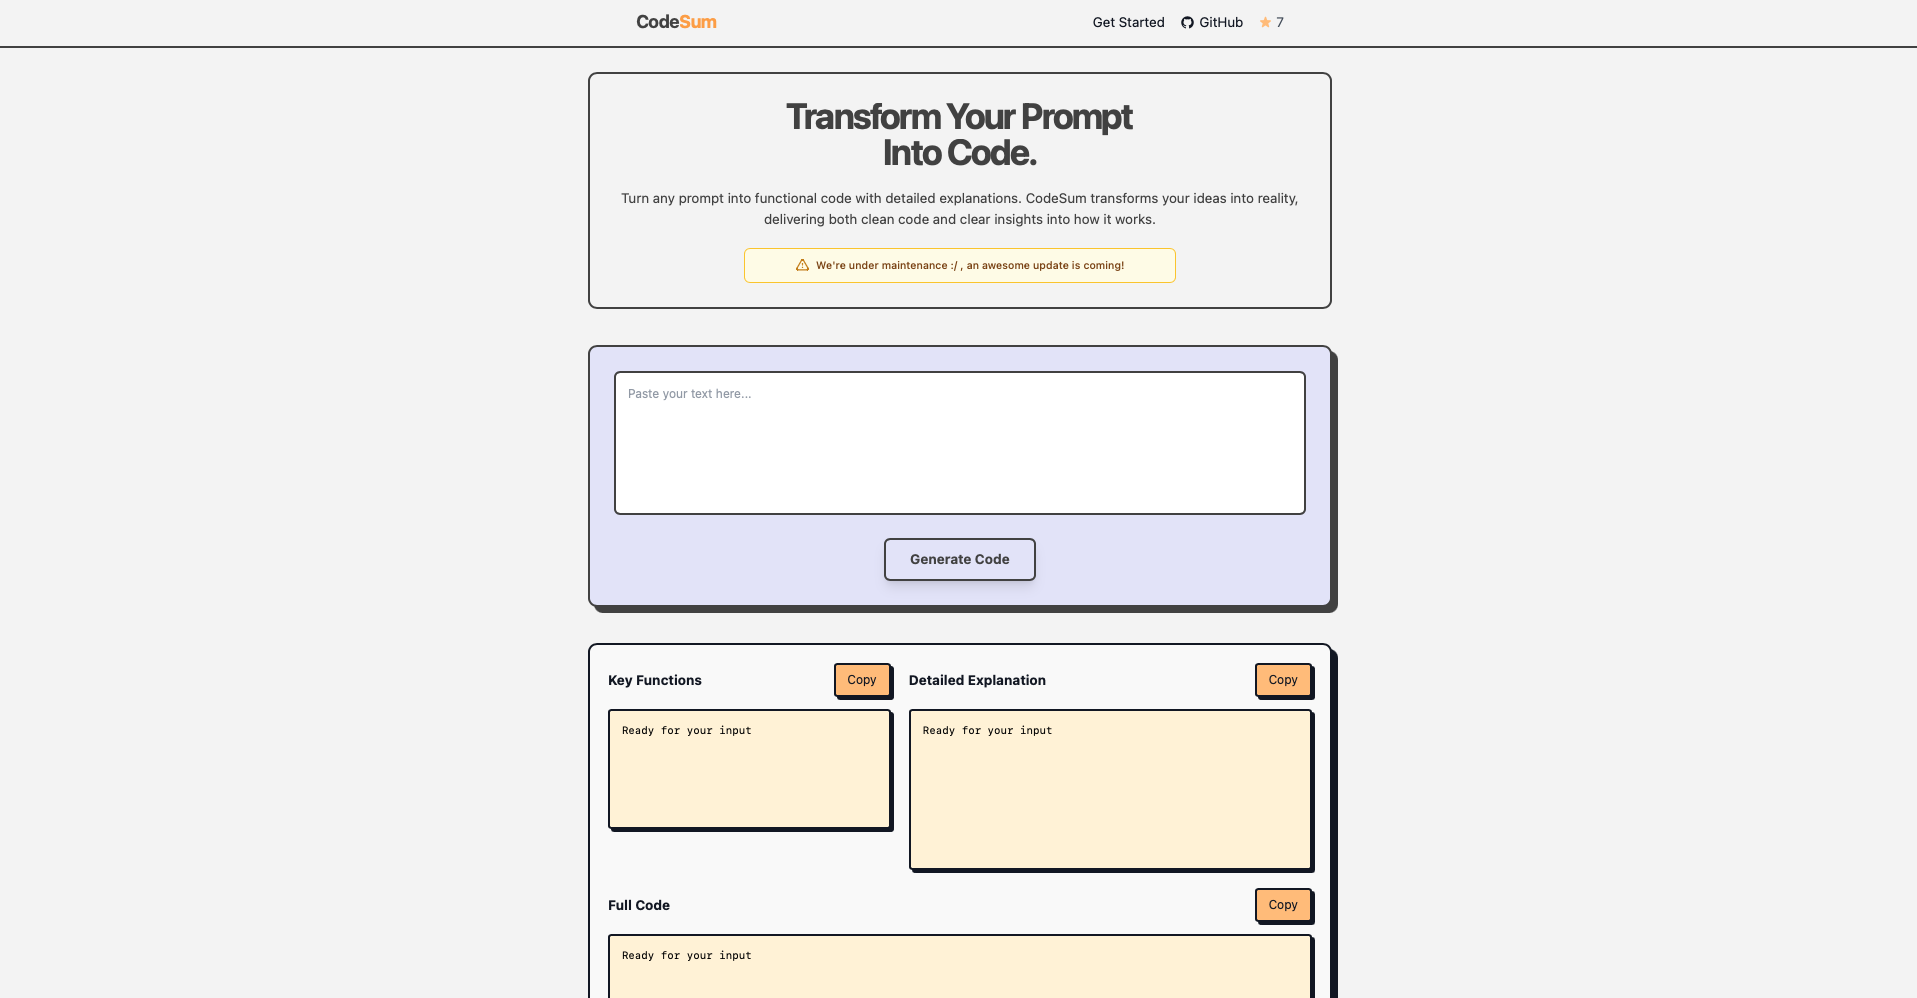 CodeSum
Get Started
GitHub
7
Transform Your Prompt
Into Code.
Turn any prompt into functional code with detailed explanations. CodeSum transforms your ideas into reality,
delivering both clean code and clear insights into how it works.
We're under maintenance :/ , an awesome update is coming!
Paste your text here...
Generate Code
Key Functions
Copy
Ready for your input
Detailed Explanation
Copy
Ready for your input
Full Code
Copy
Ready for your input